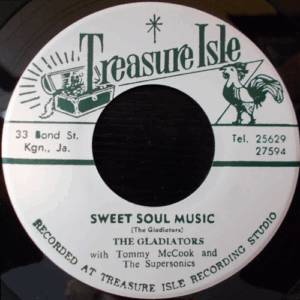 Treasure Isle
33 Bond St.
Kgn., Ja.
Tel. 25629
27594
SWEET SOUL MUSIC
(The Gladiators)
THE GLADIATORS
with Tommy McCook and
The Supersonics
RECORDED AT TREASURE ISLE RECORDING STUDIO